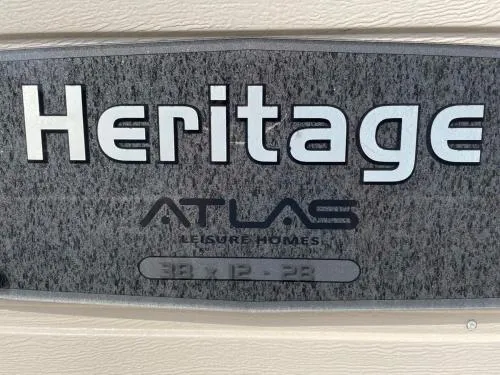 Heritage
ATLAS
LEISURE HOMES
38 x 12 - 2B